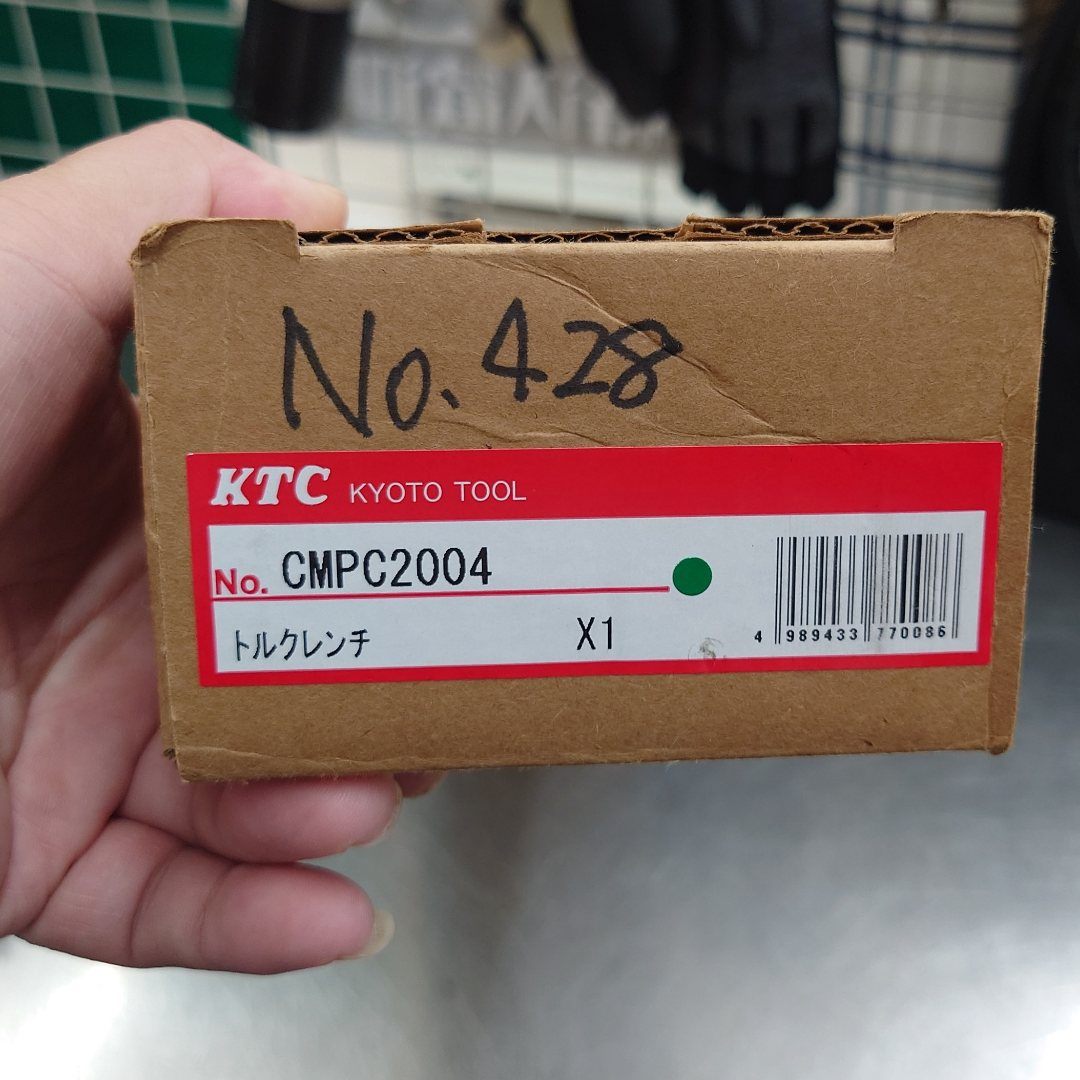 No. 428
KTC KYOTO TOOL
No. CMPC2004
トルクレンチ X1
4 989433 770086